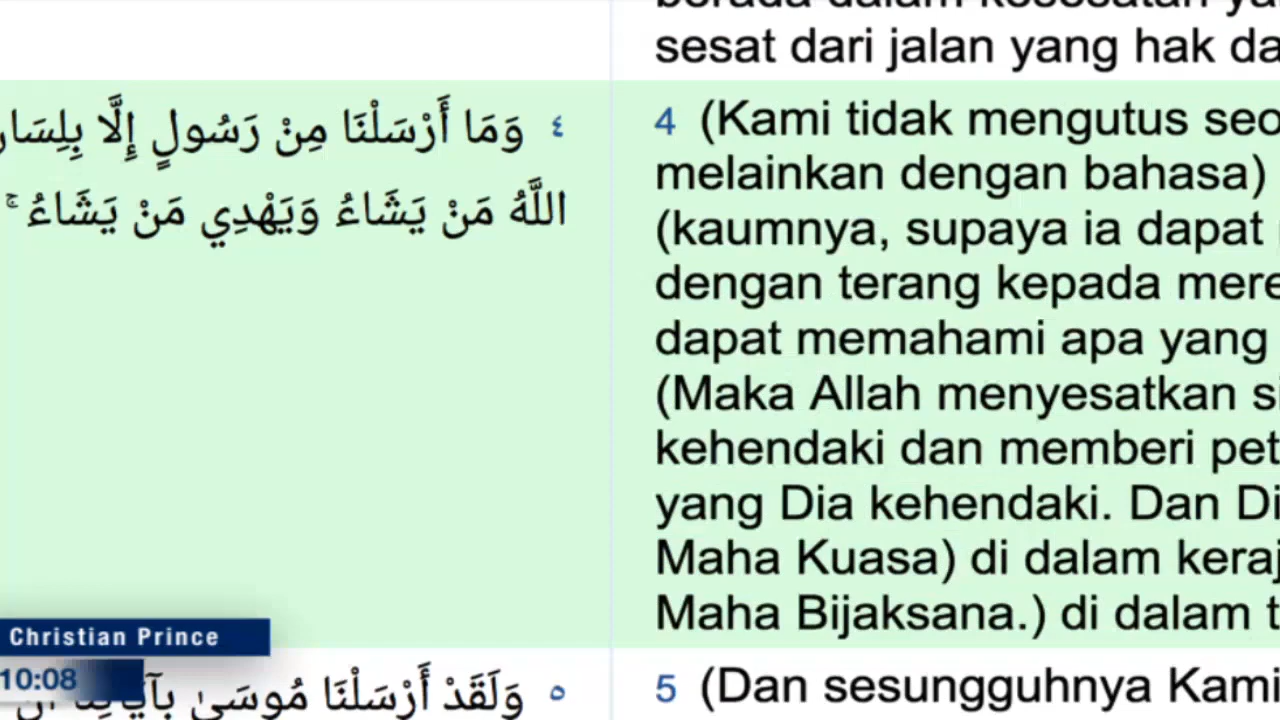 sesat dari jalan yang hak da
٤ وَمَا أَرْسَلْنَا مِنْ رَسُولٍ إِلَّا بِلِسَانِ
اللَّهُ مَنْ يَشَاءُ وَيَهْدِي مَنْ يَشَاءُ ۚ
4 (Kami tidak mengutus seo
melainkan dengan bahasa)
(kaumnya, supaya ia dapat
dengan terang kepada mere
dapat memahami apa yang
(Maka Allah menyesatkan si
kehendaki dan memberi pet
yang Dia kehendaki. Dan Di
Maha Kuasa) di dalam keraj
Maha Bijaksana.) di dalam t
٥ وَلَقَدْ أَرْسَلْنَا مُوسَىٰ
5 (Dan sesungguhnya Kami
Christian Prince
10:08